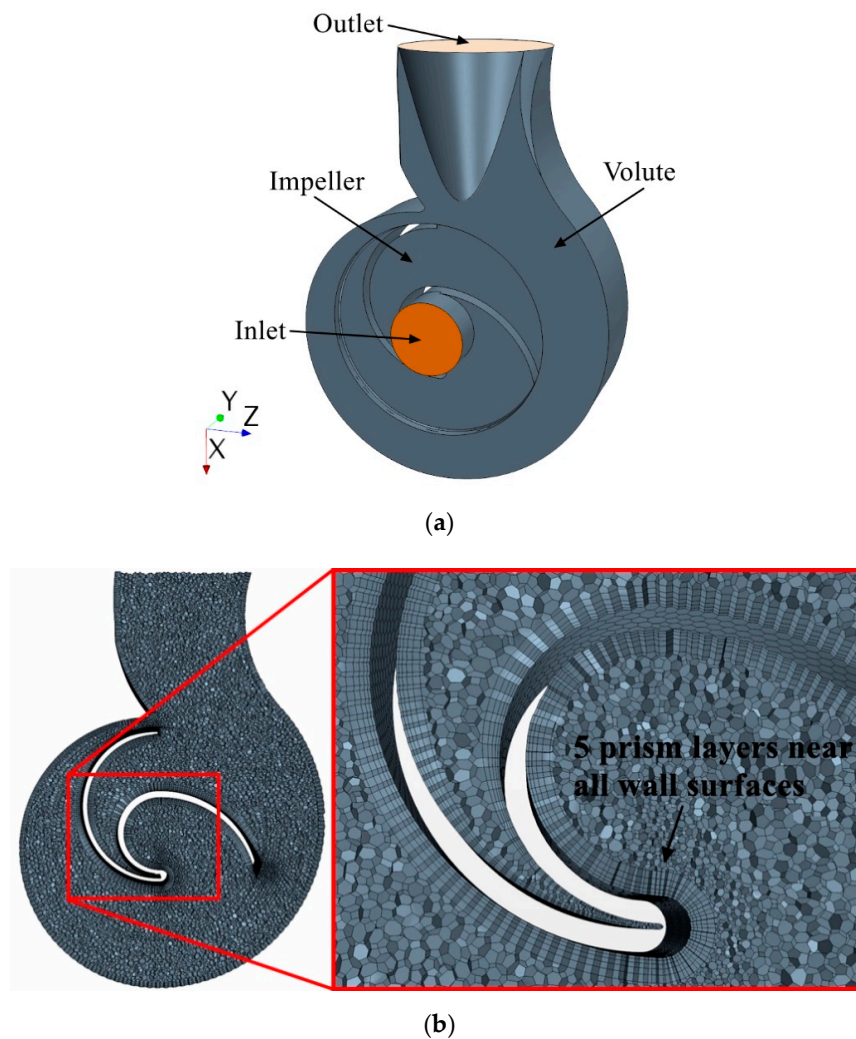 Outlet
Impeller
Volute
Inlet
Y
Z
X
(a)
5 prism layers near
all wall surfaces
(b)